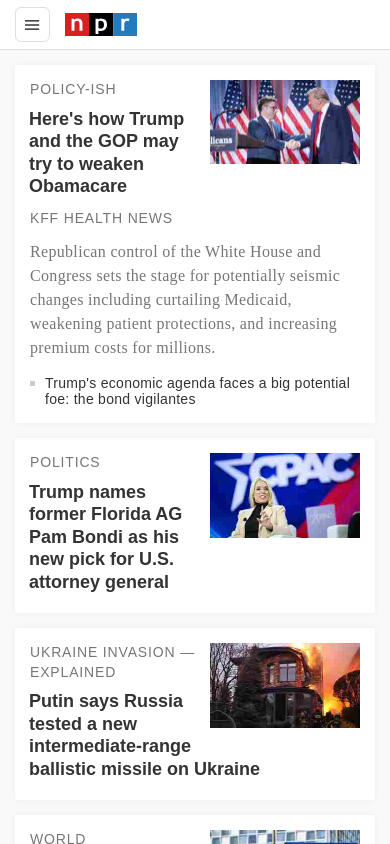 npr
POLICY-ISH
Here's how Trump
and the GOP may
try to weaken
Obamacare
licans
KFF HEALTH NEWS
Republican control of the White House and
Congress sets the stage for potentially seismic
changes including curtailing Medicaid,
weakening patient protections, and increasing
premium costs for millions.
Trump's economic agenda faces a big potential
foe: the bond vigilantes
POLITICS
Trump names
former Florida AG
Pam Bondi as his
new pick for U.S.
attorney general
CPAC
UKRAINE INVASION —
EXPLAINED
Putin says Russia
tested a new
intermediate-range
ballistic missile on Ukraine
WORLD